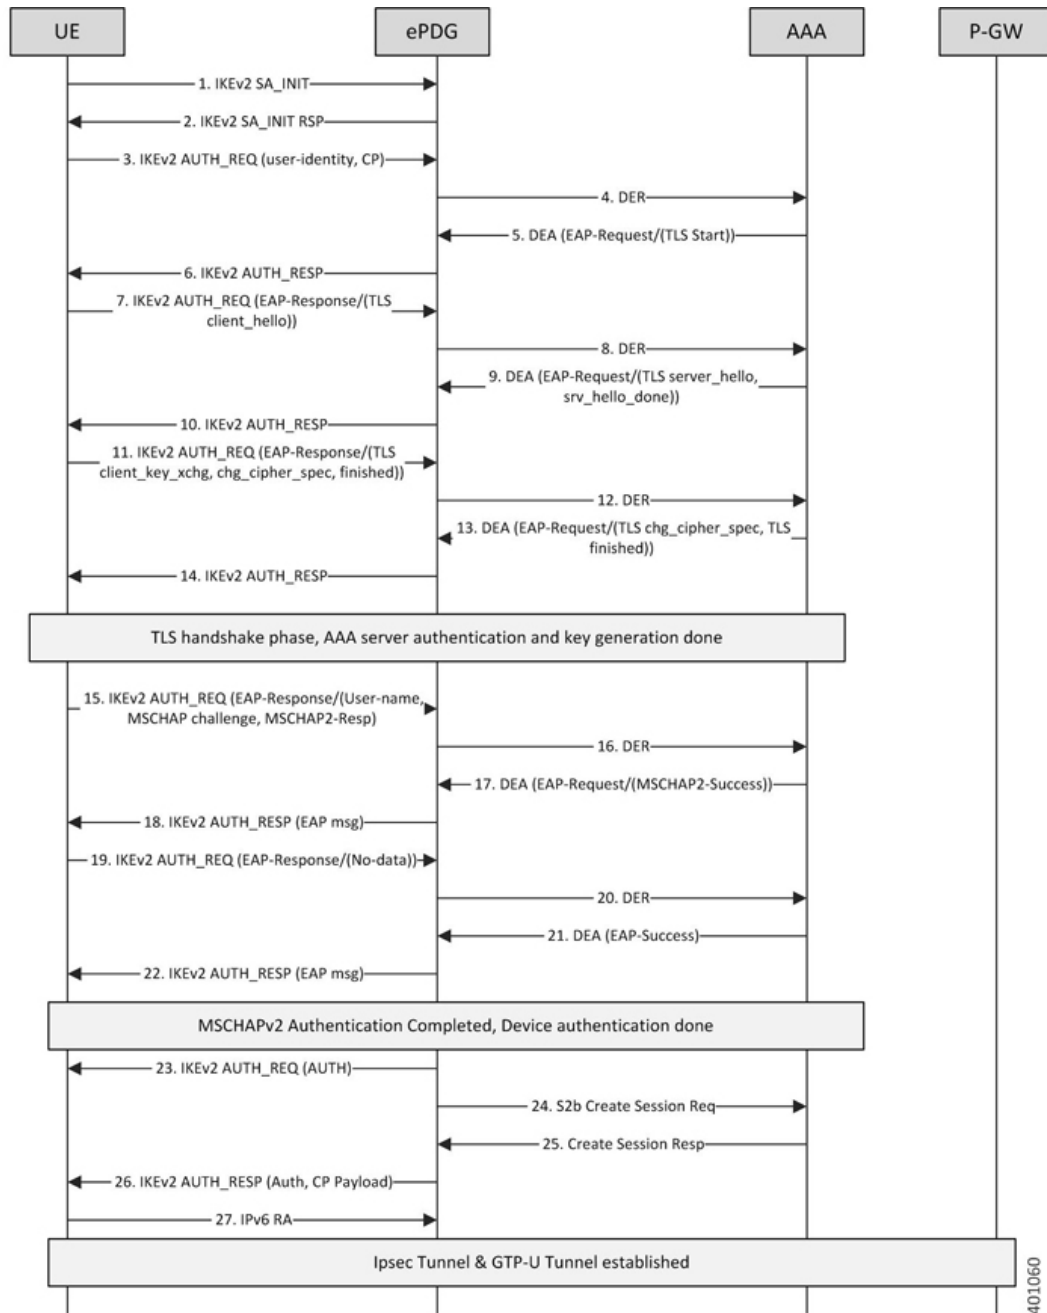 UE
ePDG
AAA
P-GW
1. IKEv2 SA_INIT
2. IKEv2 SA_INIT RSP
3. IKEv2 AUTH_REQ (user-identity, CP)
4. DER
5. DEA (EAP-Request/(TLS Start))
6. IKEv2 AUTH_RESP
7. IKEv2 AUTH_REQ (EAP-Response/(TLS
client_hello))
8. DER
9. DEA (EAP-Request/(TLS server_hello,
srv_hello_done))
10. IKEv2 AUTH_RESP
11. IKEv2 AUTH_REQ (EAP-Response/(TLS
client_key_xchg, chg_cipher_spec, finished))
12. DER
13. DEA (EAP-Request/(TLS chg_cipher_spec, TLS
finished))
14. IKEv2 AUTH_RESP
TLS handshake phase, AAA server authentication and key generation done
15. IKEv2 AUTH_REQ (EAP-Response/(User-name,
MSCHAP challenge, MSCHAP2-Resp)
16. DER
17. DEA (EAP-Request/(MSCHAP2-Success))
18. IKEv2 AUTH_RESP (EAP msg)
19. IKEv2 AUTH_REQ (EAP-Response/(No-data))
20. DER
21. DEA (EAP-Success)
22. IKEv2 AUTH_RESP (EAP msg)
MSCHAPv2 Authentication Completed, Device authentication done
23. IKEv2 AUTH_REQ (AUTH)
24. S2b Create Session Req
25. Create Session Resp
26. IKEv2 AUTH_RESP (Auth, CP Payload)
27. IPv6 RA
Ipsec Tunnel & GTP-U Tunnel established
401060